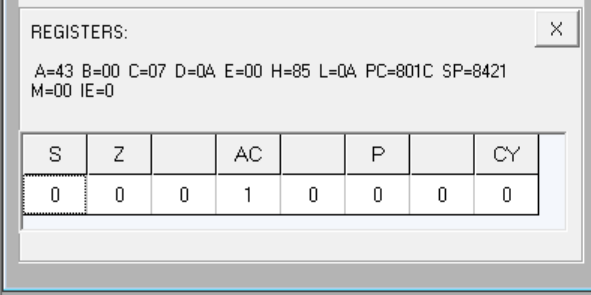 REGISTERS:
X
A=43 B=00 C=07 D=0A E=00 H=85 L=0A PC=801C SP=8421
M=00 IE=0
S Z AC P CY
0 0 0 1 0 0 0 0